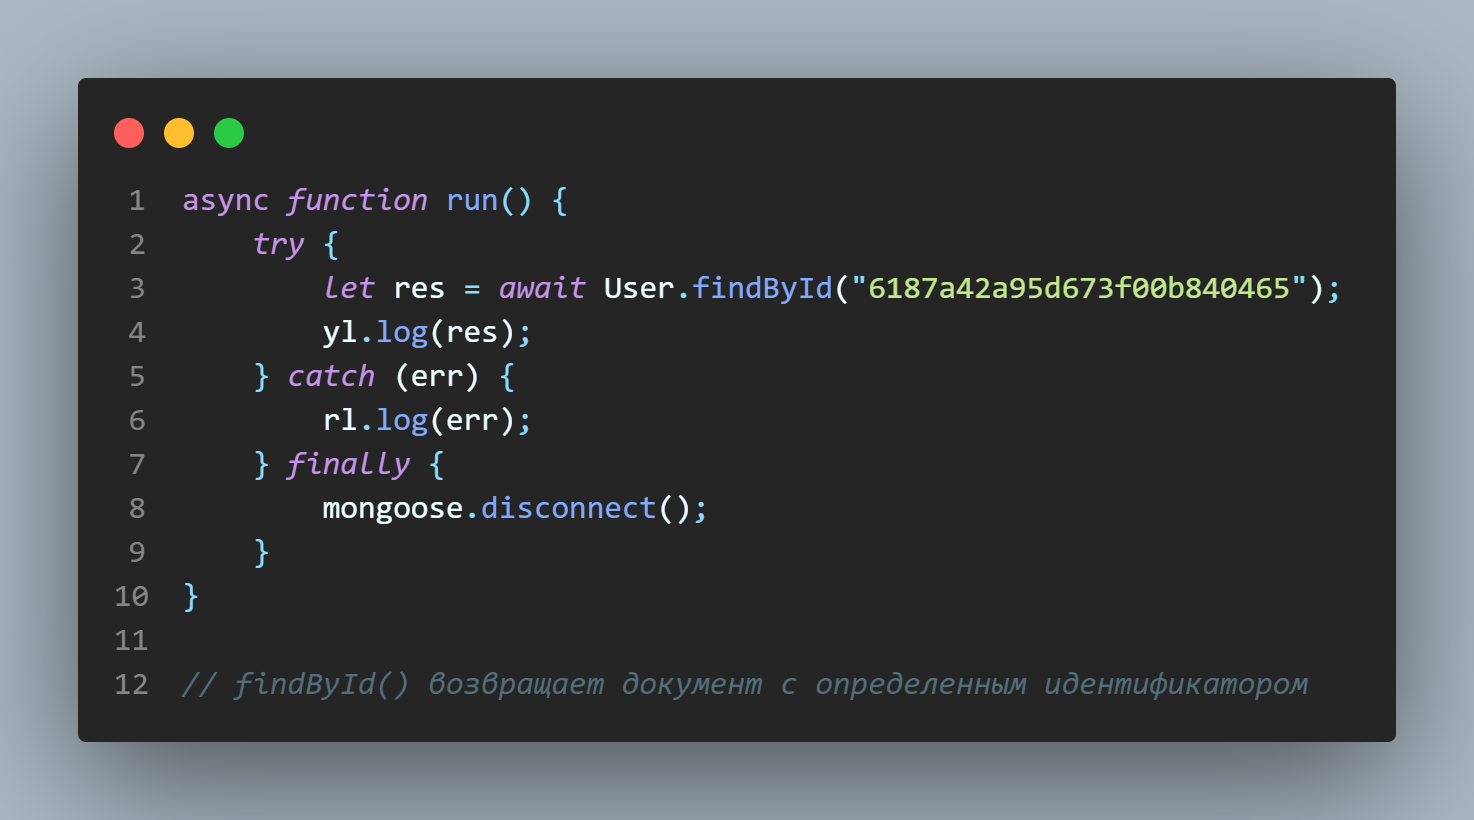 1 async function run() {
2 try {
3 let res = await User.findById("6187a42a95d673f00b840465");
4 yl.log(res);
5 } catch (err) {
6 rl.log(err);
7 } finally {
8 mongoose.disconnect();
9 }
10 }
11
12 // findById() возвращает документ с определенным идентификатором